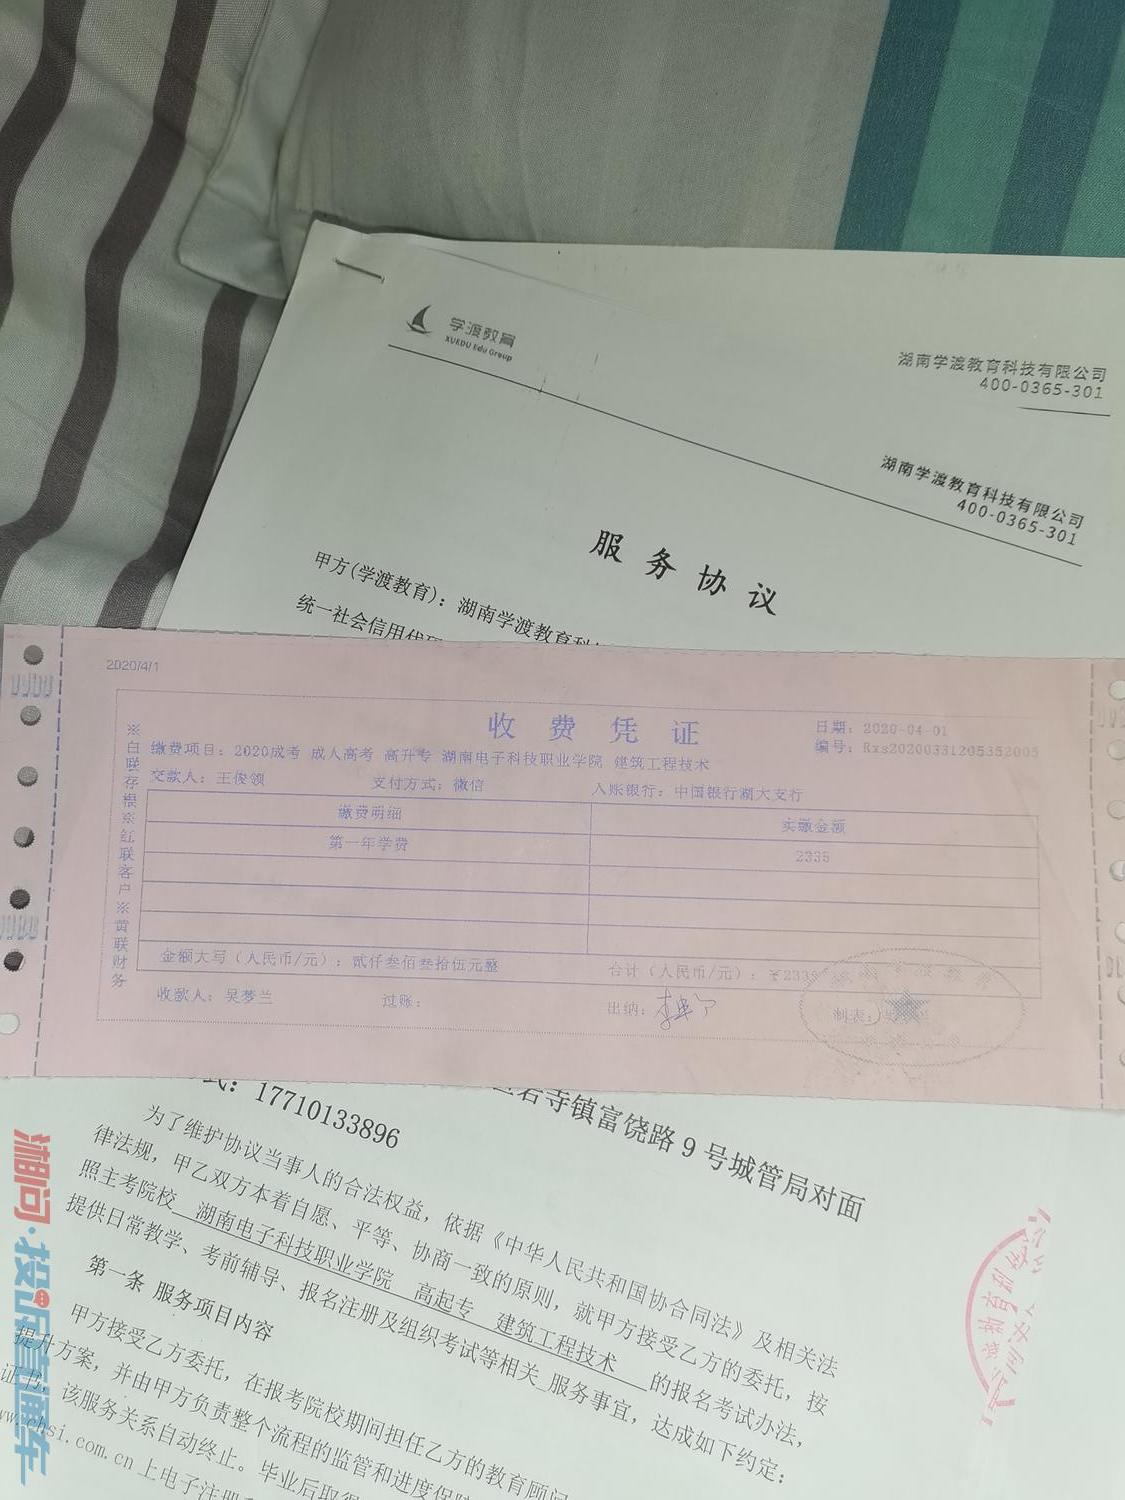 学渡教育
XUEDU Edu Group
湖南学渡教育科技有限公司
400-0365-301
湖南学渡教育科技有限公司
400-0365-301
服务协议
甲方(学渡教育)：湖南学渡教育科
统一社会信用代码
2020/4/1
收费凭证
日期：2020-04-01
编号：Rxs20200331205352005
缴费项目：2020成考 成人高考 高升专 湖南电子科技职业学院 建筑工程技术
交款人：王俊领 支付方式：微信 入账银行：中国银行湖大支行
缴费明细 实缴金额
第一年学费 2335
金额大写（人民币/元）：贰仟叁佰叁拾伍元整 合计（人民币/元）：￥2335
收款人：吴梦兰 过账： 出纳： 制表：
※白联存根※红联客户※黄联财务
式：17710133896
岩寺镇富饶路9号城管局对面
为了维护协议当事人的合法权益，依据《中华人民共和国协合同法》及相关法
律法规，甲乙双方本着自愿、平等、协商一致的原则，就甲方接受乙方的委托，按
照主考院校 湖南电子科技职业学院 高起专 建筑工程技术 的报名考试办法，
提供日常教学、考前辅导、报名注册及组织考试等相关 服务事宜，达成如下约定：
第一条 服务项目内容
甲方接受乙方委托，在报考院校期间担任乙方的教育顾问
提升方案，并由甲方负责整个流程的监管和进度保障
证书，该服务关系自动终止。毕业后取得
www.chsi.com.cn上电子注册
湘问·投诉直通车